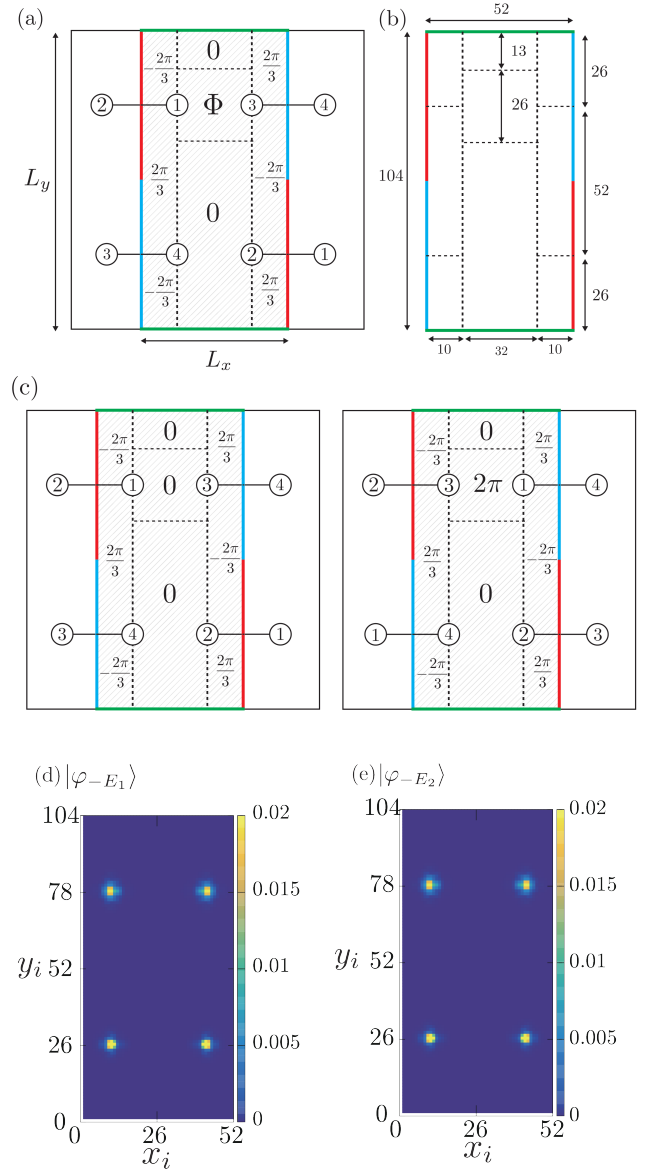 (a)
0
-2π/3
2π/3
② ① Φ ③ ④
L_y
2π/3
-2π/3
0
③ ④ ② ①
-2π/3
2π/3
L_x
(b)
52
13
26
26
104
52
26
10 32 10
(c)
0
-2π/3
2π/3
② ① 0 ③ ④
2π/3
-2π/3
0
③ ④ ② ①
-2π/3
2π/3
0
-2π/3
2π/3
② ③ 2π ① ④
2π/3
-2π/3
0
① ④ ② ③
-2π/3
2π/3
(d) |φ_{-E_1}⟩
104
78
y_i 52
26
0
0 26 52
x_i
0.02
0.015
0.01
0.005
0
(e) |φ_{-E_2}⟩
104
78
y_i 52
26
0
0 26 52
x_i
0.02
0.015
0.01
0.005
0